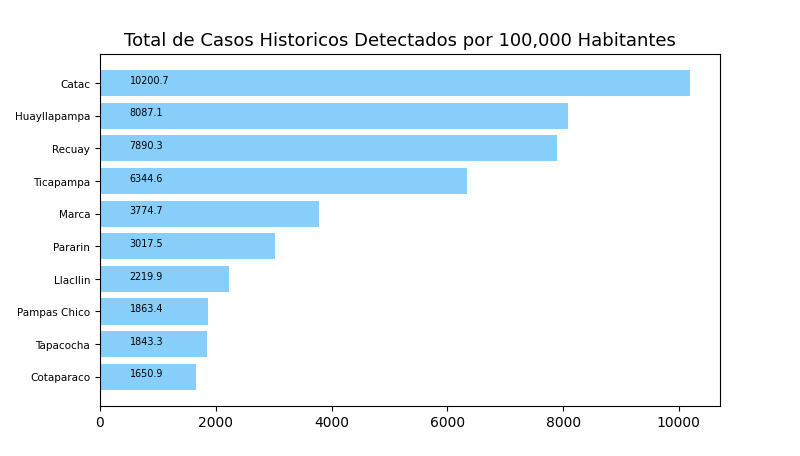 Total de Casos Historicos Detectados por 100,000 Habitantes
Catac 10200.7
Huayllapampa 8087.1
Recuay 7890.3
Ticapampa 6344.6
Marca 3774.7
Pararin 3017.5
Llacllin 2219.9
Pampas Chico 1863.4
Tapacocha 1843.3
Cotaparaco 1650.9
0 2000 4000 6000 8000 10000